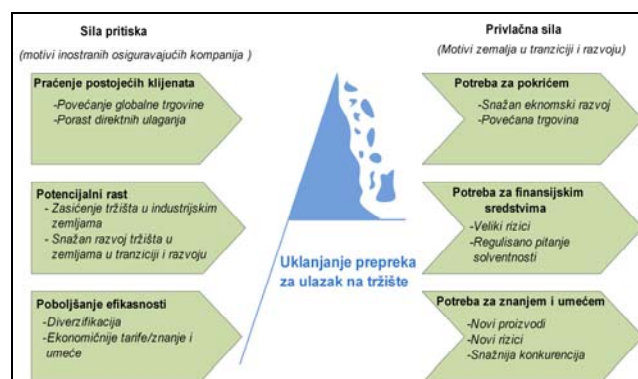 Sila pritiska
(motivi inostranih osiguravajućih kompanija )
Praćenje postojećih klijenata
-Povećanje globalne trgovine
-Porast direktnih ulaganja
Potencijalni rast
- Zasićenje tržišta u industrijskim
zemljama
- Snažan razvoj tržišta u
zemljama u tranziciji i razvoju
Poboljšanje efikasnosti
-Diverzifikacija
-Ekonomičnije tarife/znanje i
umeće
Uklanjanje prepreka
za ulazak na tržište
Privlačna sila
(Motivi zemalja u tranziciji i razvoju)
Potreba za pokrićem
-Snažan eknomski razvoj
-Povećana trgovina
Potreba za finansijskim
sredstvima
-Veliki rizici
-Regulisano pitanje
solventnosti
Potreba za znanjem i umećem
-Novi proizvodi
-Novi rizici
-Snažnija konkurencija